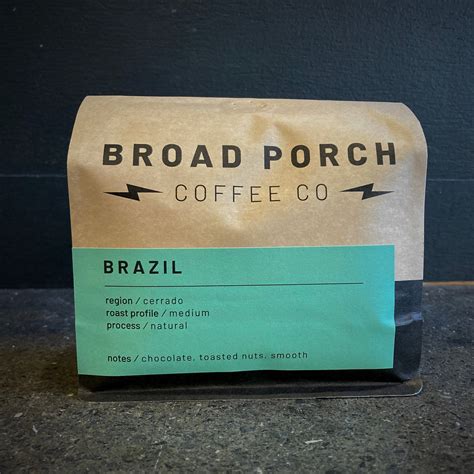 BROAD PORCH
COFFEE CO
BRAZIL
region / cerrado
roast profile / medium
process / natural
notes / chocolate, toasted nuts, smooth